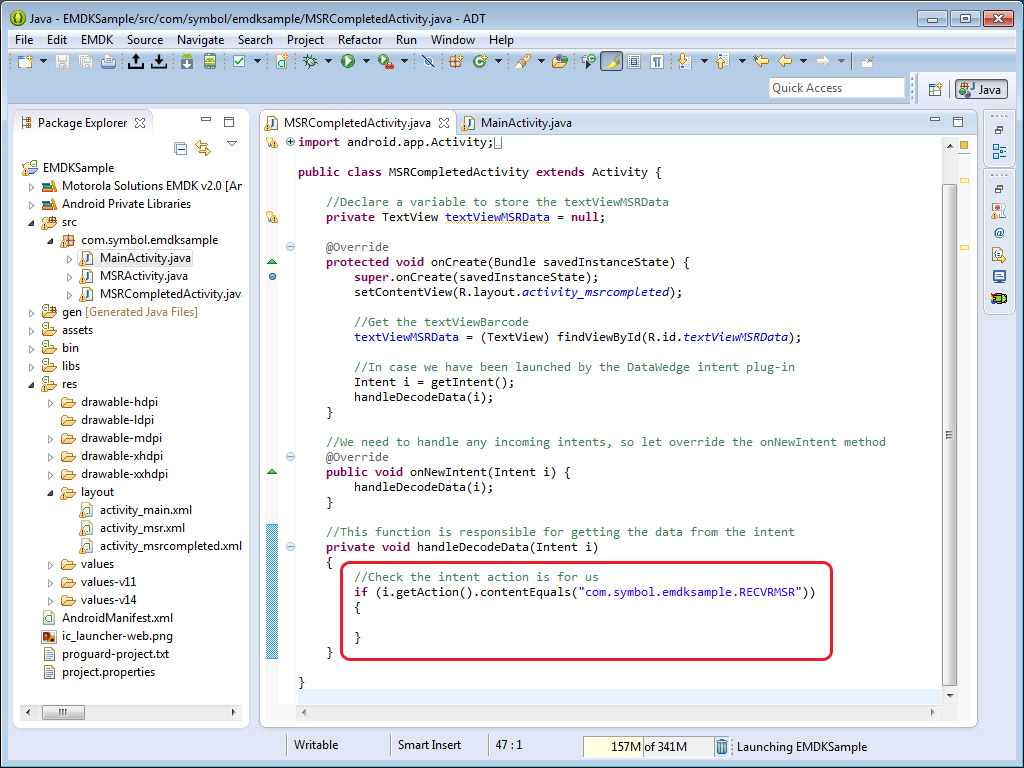 Java - EMDKSample/src/com/symbol/emdksample/MSRCompletedActivity.java - ADT
File Edit EMDK Source Navigate Search Project Refactor Run Window Help
Quick Access
Java
Package Explorer
EMDKSample
Motorola Solutions EMDK v2.0 [Ar
Android Private Libraries
src
com.symbol.emdksample
MainActivity.java
MSRActivity.java
MSRCompletedActivity.java
gen [Generated Java Files]
assets
bin
libs
res
drawable-hdpi
drawable-ldpi
drawable-mdpi
drawable-xhdpi
drawable-xxhdpi
layout
activity_main.xml
activity_msr.xml
activity_msrcompleted.xml
values
values-v11
values-v14
AndroidManifest.xml
ic_launcher-web.png
proguard-project.txt
project.properties
MSRCompletedActivity.java MainActivity.java
import android.app.Activity;
public class MSRCompletedActivity extends Activity {
//Declare a variable to store the textViewMSRData
private TextView textViewMSRData = null;
@Override
protected void onCreate(Bundle savedInstanceState) {
super.onCreate(savedInstanceState);
setContentView(R.layout.activity_msrcompleted);
//Get the textViewBarcode
textViewMSRData = (TextView) findViewById(R.id.textViewMSRData);
//In case we have been launched by the DataWedge intent plug-in
Intent i = getIntent();
handleDecodeData(i);
}
//We need to handle any incoming intents, so let override the onNewIntent method
@Override
public void onNewIntent(Intent i) {
handleDecodeData(i);
}
//This function is responsible for getting the data from the intent
private void handleDecodeData(Intent i)
{
//Check the intent action is for us
if (i.getAction().contentEquals("com.symbol.emdksample.RECVRMSR"))
{
}
}
}
Writable Smart Insert 47 : 1 157M of 341M Launching EMDKSample